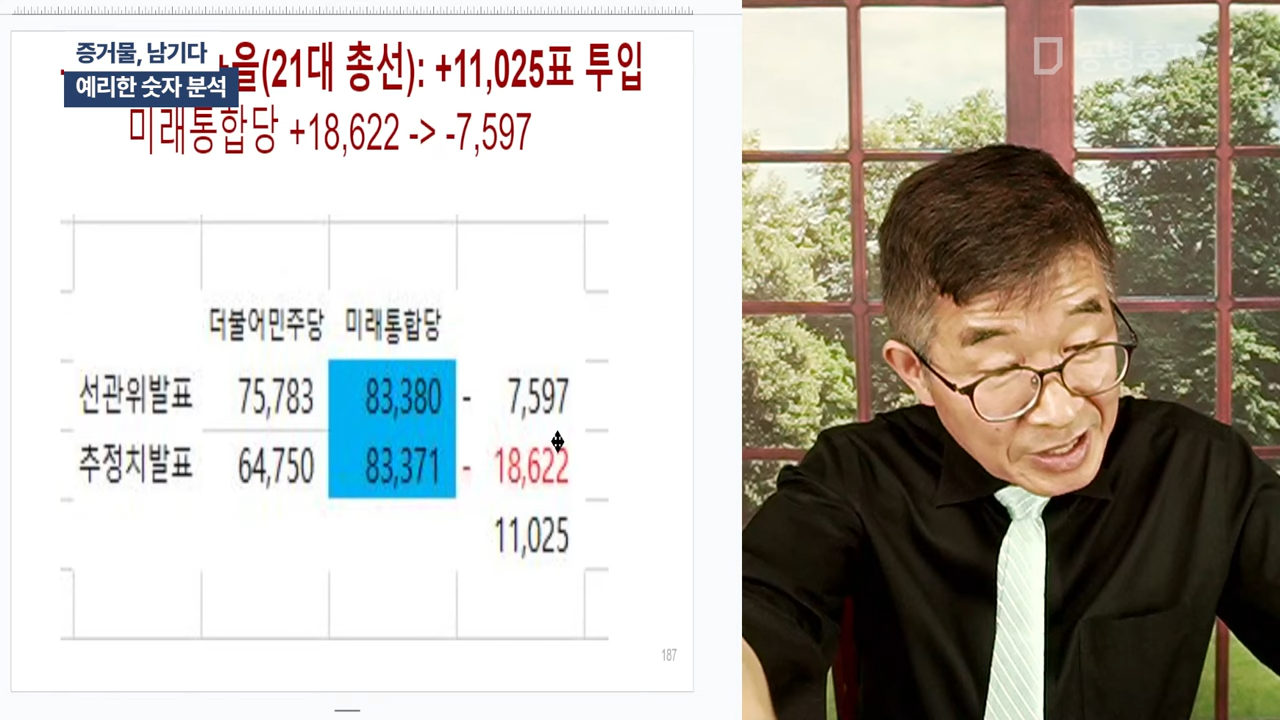 증거물, 남기다
예리한 숫자 분석
을(21대 총선): +11,025표 투입
미래통합당 +18,622 -> -7,597
더불어민주당 미래통합당
선관위발표 75,783 83,380 - 7,597
추정치발표 64,750 83,371 - 18,622
11,025
187